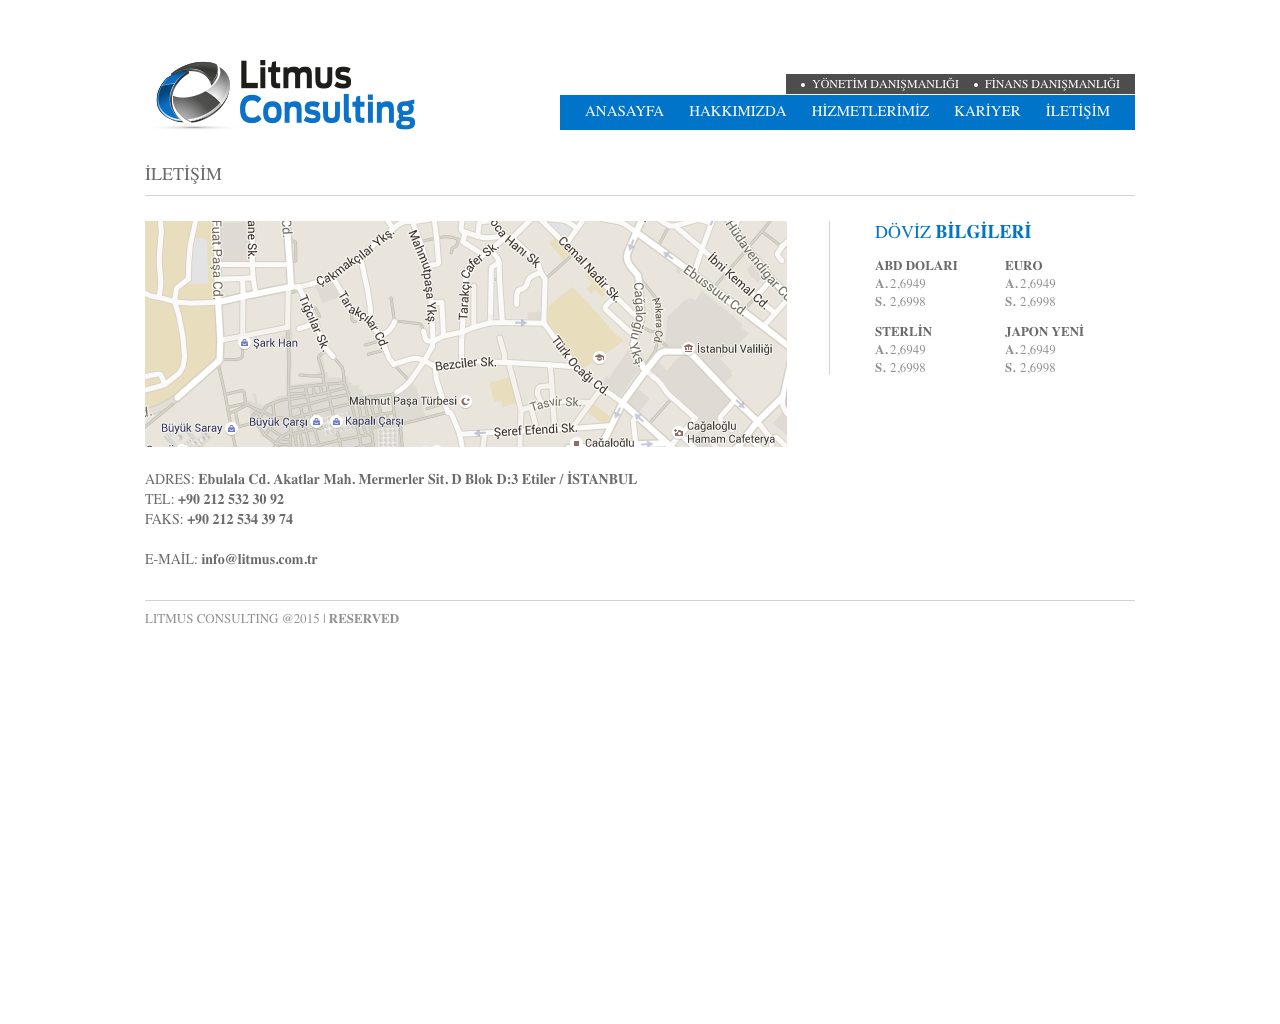 Litmus
Consulting
• YÖNETİM DANIŞMANLIĞI • FİNANS DANIŞMANLIĞI
ANASAYFA HAKKIMIZDA HİZMETLERİMİZ KARİYER İLETİŞİM
İLETİŞİM
Fuat Paşa Cd.
ane Sk.
Cd.
Çakmakçılar Ykş.
Mahmutpaşa Ykş.
Tarakçı Cafer Sk.
oca Hanı Sk
Cemal Nadir Sk.
Hüdavendigar C
İbni Kemal Cd.
Ebussuut Cd.
Cağaloğlu Ykş.
Ankara Cd
Tığcılar Sk.
Tarakçılar Cd.
Şark Han
Bezciler Sk.
Türk Ocağı Cd.
İstanbul Valiliği
Mahmut Paşa Türbesi
Tasvir Sk.
Büyük Saray
Büyük Çarşı
Kapalı Çarşı
Şeref Efendi Sk.
Cağaloğlu
Cağaloğlu
Hamam Cafeterya
DÖVİZ BİLGİLERİ
ABD DOLARI
A. 2,6949
S. 2,6998
EURO
A. 2,6949
S. 2,6998
STERLİN
A. 2,6949
S. 2,6998
JAPON YENİ
A. 2,6949
S. 2,6998
ADRES: Ebulala Cd. Akatlar Mah. Mermerler Sit. D Blok D:3 Etiler / İSTANBUL
TEL: +90 212 532 30 92
FAKS: +90 212 534 39 74
E-MAİL: info@litmus.com.tr
LITMUS CONSULTING @2015 | RESERVED